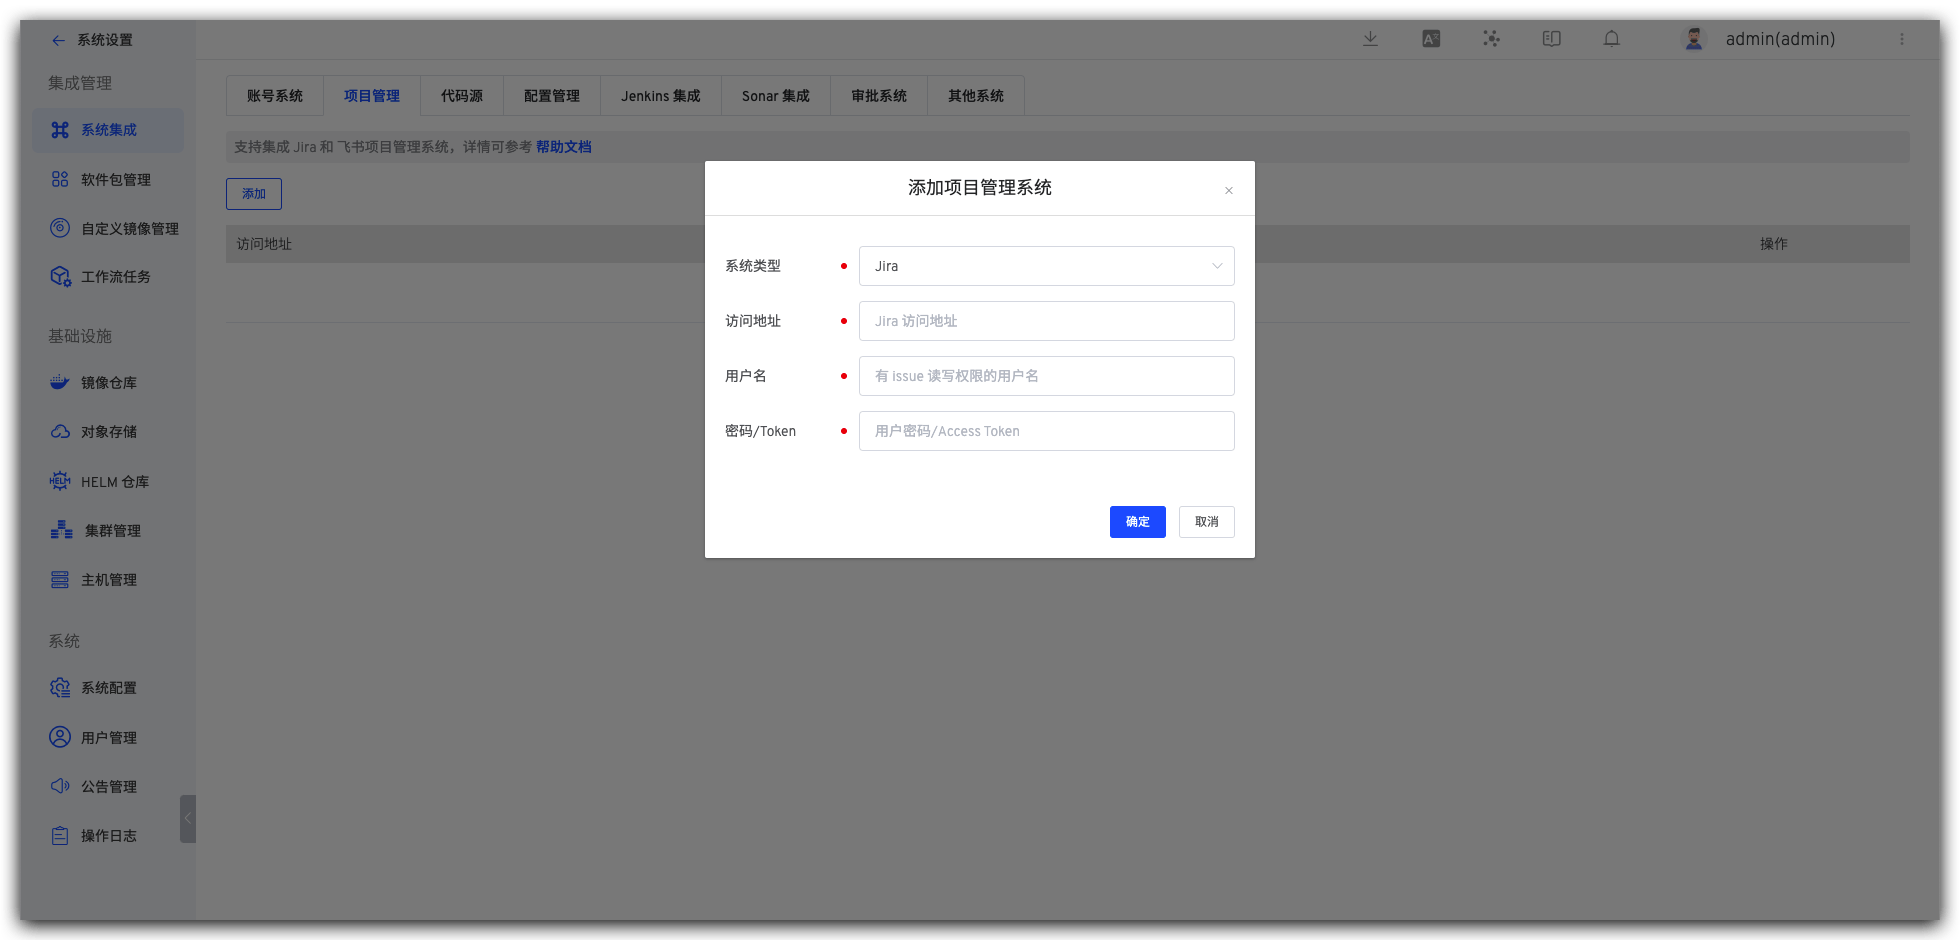 系统设置
admin(admin)
集成管理
系统集成
软件包管理
自定义镜像管理
工作流任务
基础设施
镜像仓库
对象存储
HELM 仓库
集群管理
主机管理
系统
系统配置
用户管理
公告管理
操作日志
账号系统 项目管理 代码源 配置管理 Jenkins 集成 Sonar 集成 审批系统 其他系统
支持集成 Jira 和 飞书项目管理系统，详情可参考 帮助文档
添加
访问地址 操作
添加项目管理系统
系统类型 Jira
访问地址 Jira 访问地址
用户名 有 issue 读写权限的用户名
密码/Token 用户密码/Access Token
确定 取消